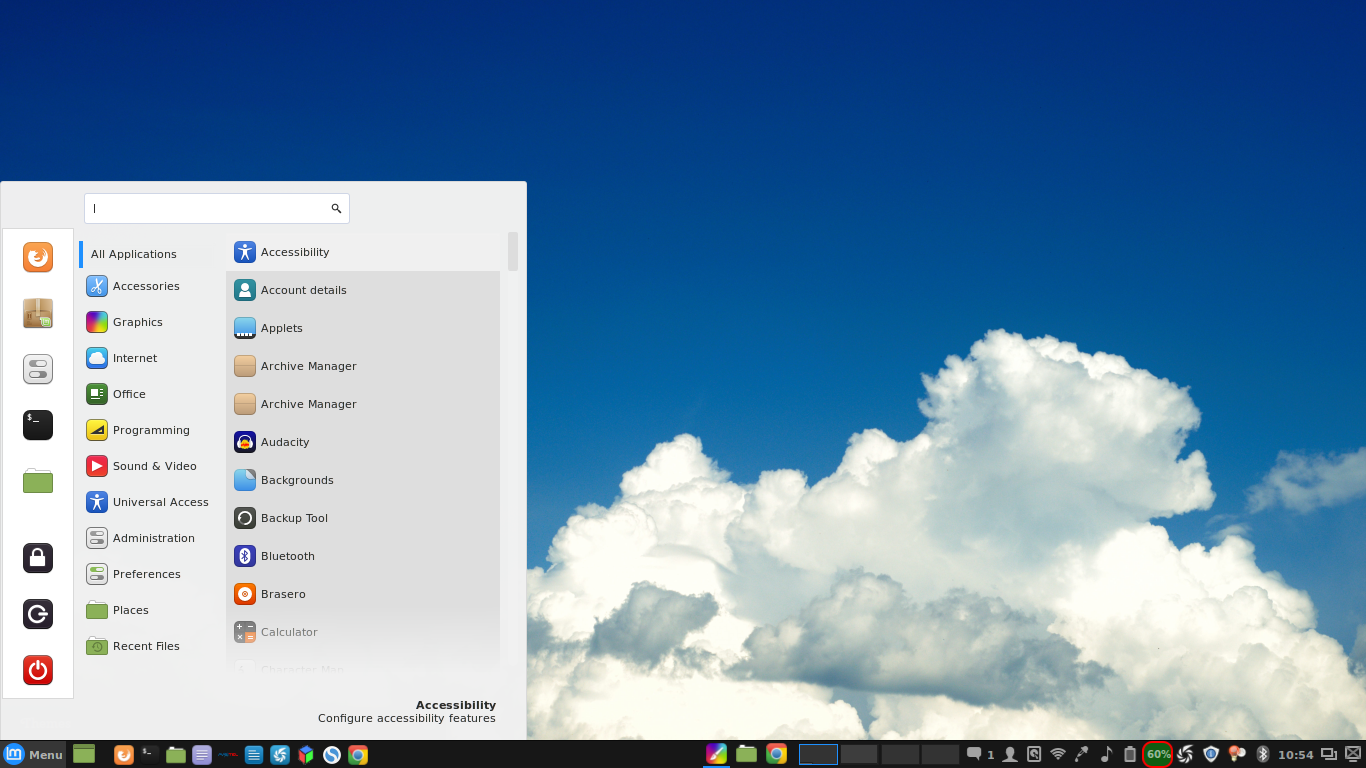 All Applications
Accessories
Graphics
Internet
Office
Programming
Sound & Video
Universal Access
Administration
Preferences
Places
Recent Files
Accessibility
Account details
Applets
Archive Manager
Archive Manager
Audacity
Backgrounds
Backup Tool
Bluetooth
Brasero
Calculator
Character Map
Accessibility
Configure accessibility features
$_
Menu
$_
1
60%
10:54